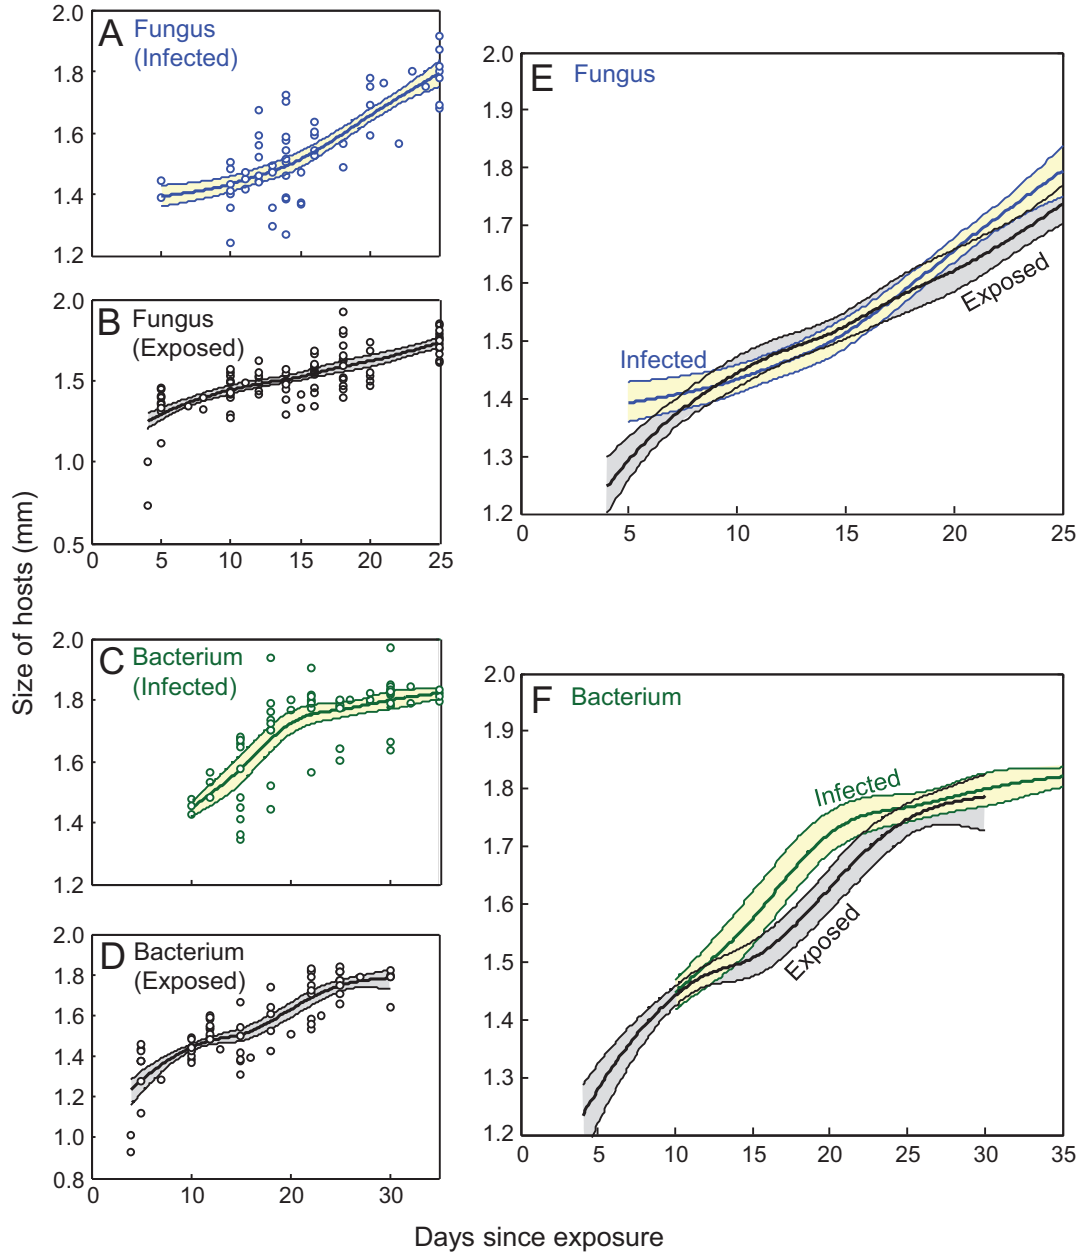 A
Fungus
(Infected)
2.0
1.8
1.6
1.4
1.2
B
Fungus
(Exposed)
2.0
1.5
1.0
0.5
0
5
10
15
20
25
C
Bacterium
(Infected)
2.0
1.8
1.6
1.4
1.2
D
Bacterium
(Exposed)
2.0
1.8
1.6
1.4
1.2
1.0
0.8
0
10
20
30
Size of hosts (mm)
E
Fungus
2.0
1.9
1.8
1.7
1.6
1.5
1.4
1.3
1.2
Infected
Exposed
0
5
10
15
20
25
F
Bacterium
2.0
1.9
1.8
1.7
1.6
1.5
1.4
1.3
1.2
Infected
Exposed
0
5
10
15
20
25
30
35
Days since exposure